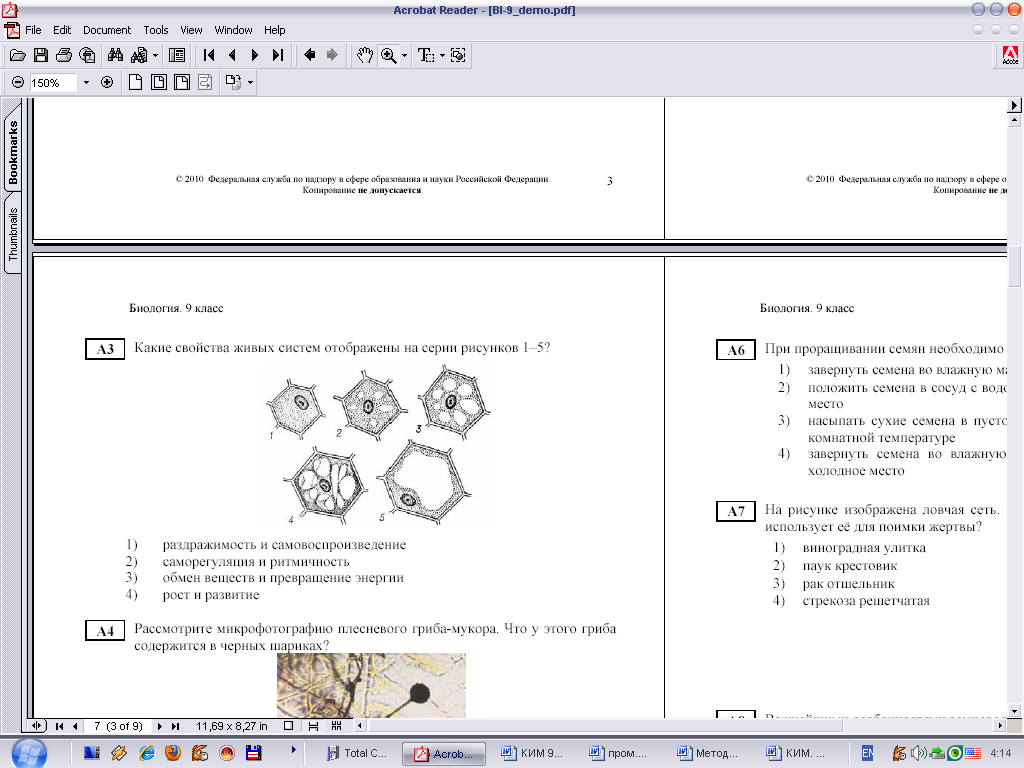 Acrobat Reader - [BI-9_demo.pdf]
File Edit Document Tools View Window Help
150%
Bookmarks
Thumbnails
© 2010 Федеральная служба по надзору в сфере образования и науки Российской Федерации
Копирование не допускается
3
© 2010 Федеральная служба по надзору в сфере о
Копирование не д
Биология. 9 класс
А3 Какие свойства живых систем отображены на серии рисунков 1–5?
1 2 3
4 5
1) раздражимость и самовоспроизведение
2) саморегуляция и ритмичность
3) обмен веществ и превращение энергии
4) рост и развитие
А4 Рассмотрите микрофотографию плесневого гриба-мукора. Что у этого гриба
содержится в черных шариках?
Биология. 9 класс
А6 При проращивании семян необходимо
1) завернуть семена во влажную ма
2) положить семена в сосуд с водо
место
3) насыпать сухие семена в пусто
комнатной температуре
4) завернуть семена во влажную
холодное место
А7 На рисунке изображена ловчая сеть.
использует её для поимки жертвы?
1) виноградная улитка
2) паук крестовик
3) рак отшельник
4) стрекоза решетчатая
7 (3 of 9) 11,69 x 8,27 in
Total C... Acrob... КИМ 9... пром.... Метод... КИМ. ... EN 4:14